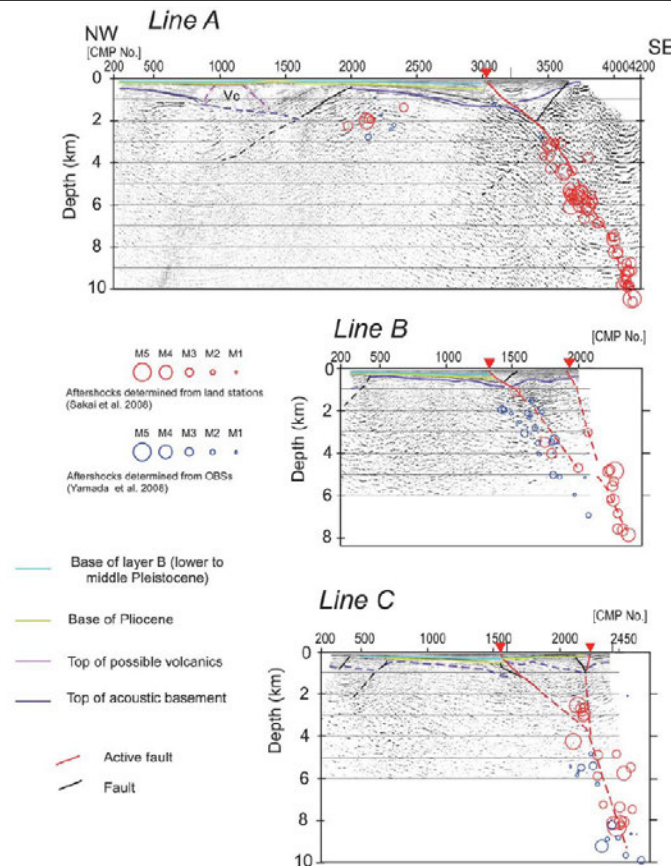 Line A
NW
SE
[CMP No.]
200 500 1000 1500 2000 2500 3000 3500 4000 4200
0
2
4
6
8
10
Depth (km)
Vc
M5 M4 M3 M2 M1
Aftershocks determined from land stations
(Sakai et al. 2008)
M5 M4 M3 M2 M1
Aftershocks determined from OBSs
(Yamada et al. 2008)
Line B
[CMP No.]
200 500 1000 1500 2000
0
2
4
6
8
Depth (km)
Base of layer B (lower to
middle Pleistocene)
Base of Pliocene
Top of possible volcanics
Top of acoustic basement
Active fault
Fault
Line C
[CMP No.]
200 500 1000 1500 2000 2450
0
2
4
6
8
10
Depth (km)